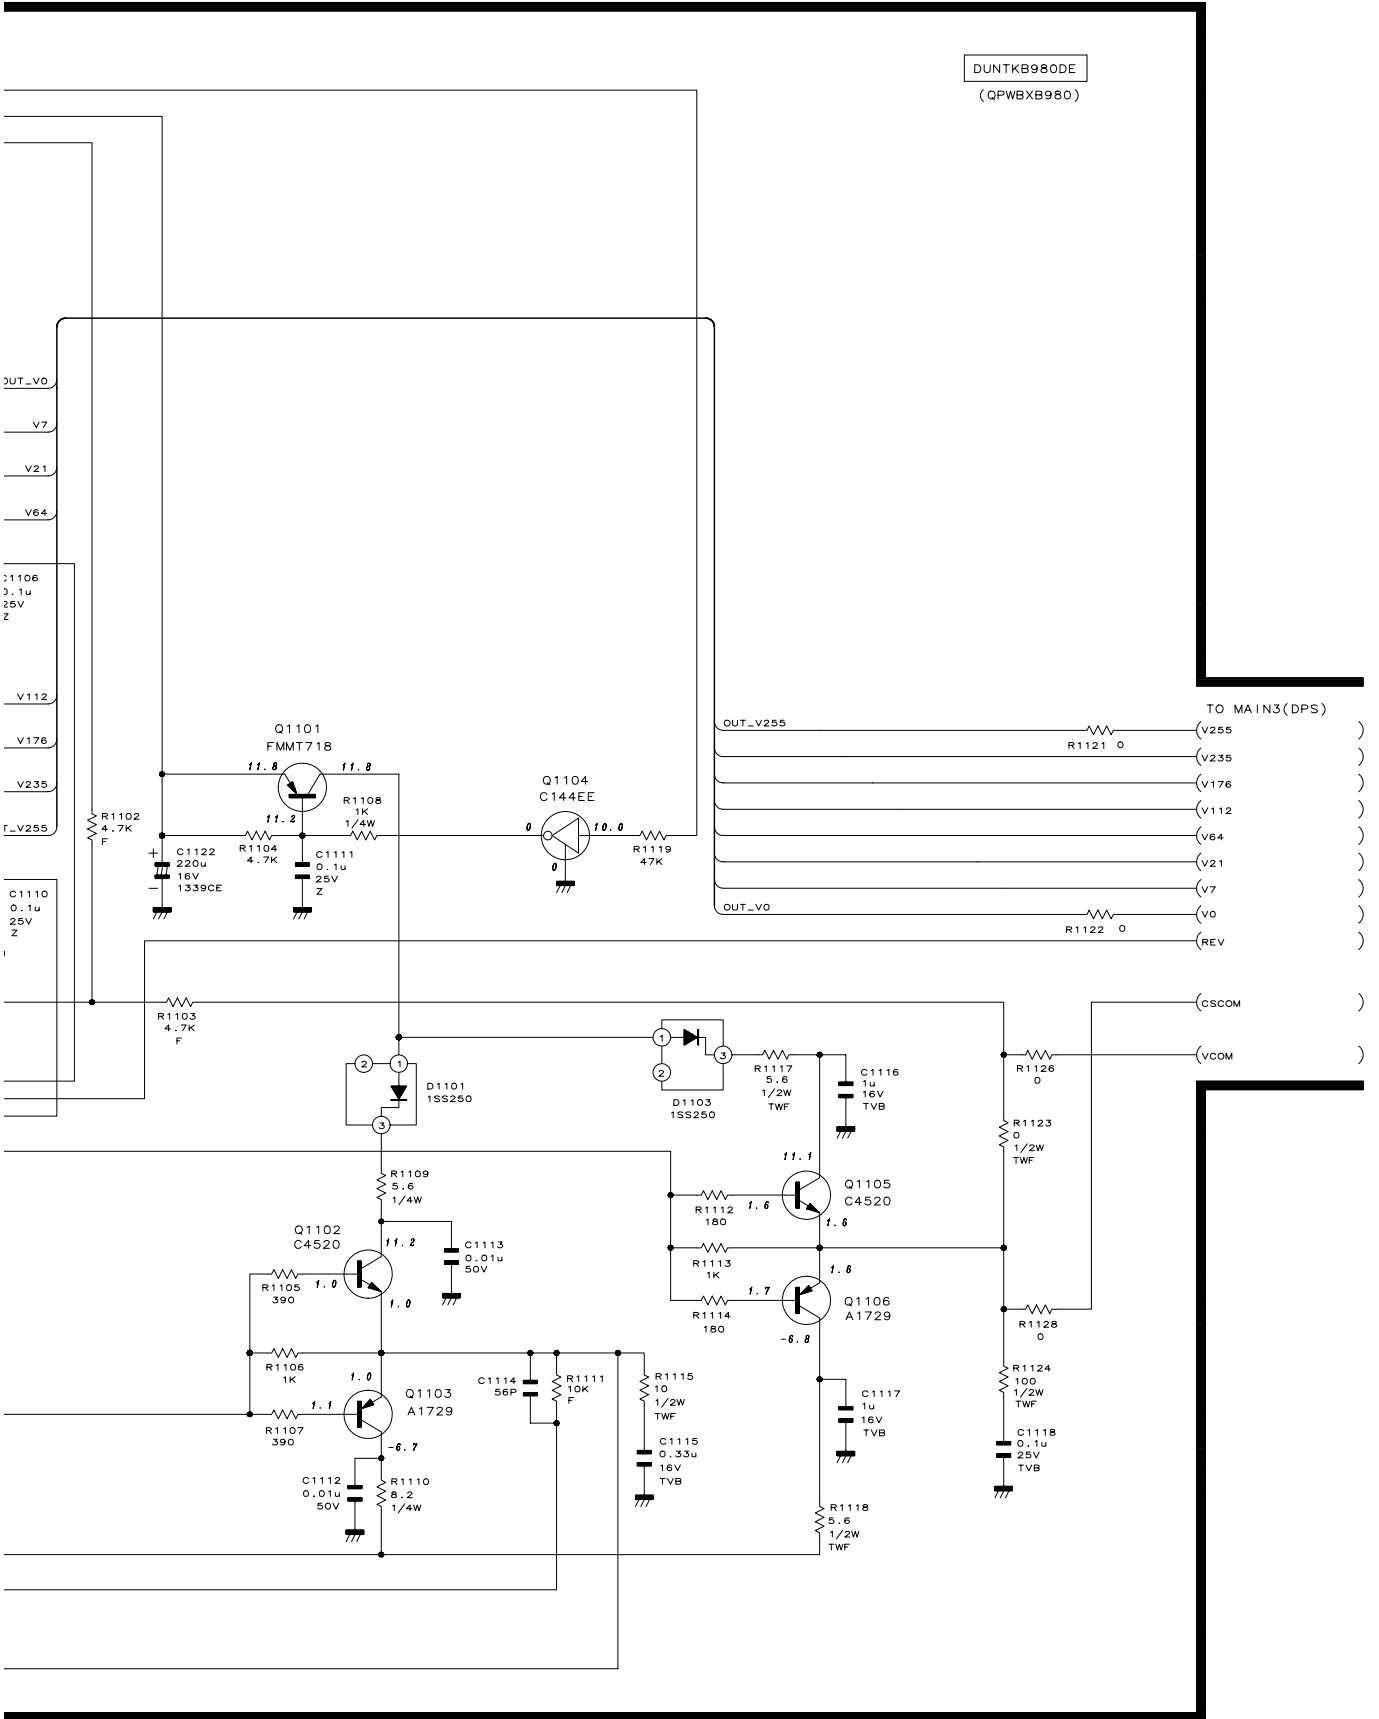 DUNTKB980DE
(QPWBXB980)
OUT_V0
V7
V21
V64
C1106
0.1u
25V
Z
V112
V176
V235
T_V255
R1102
4.7K
F
C1110
0.1u
25V
Z
Q1101
FMMT718
11.8
11.8
11.2
R1108
1K
1/4W
R1104
4.7K
+
C1122
220u
16V
1339CE
-
C1111
0.1u
25V
Z
Q1104
C144EE
0
10.0
0
R1119
47K
OUT_V255
OUT_V0
R1121 0
R1122 0
TO MAIN3(DPS)
(V255 )
(V235 )
(V176 )
(V112 )
(V64 )
(V21 )
(V7 )
(V0 )
(REV )
(CSCOM )
(VCOM )
R1103
4.7K
F
2
1
3
D1101
1SS250
1
2
3
D1103
1SS250
R1117
5.6
1/2W
TWF
C1116
1u
16V
TVB
R1126
0
R1123
0
1/2W
TWF
R1109
5.6
1/4W
Q1102
C4520
11.2
1.0
1.0
C1113
0.01u
50V
R1105
390
R1106
1K
R1107
390
1.0
1.1
Q1103
A1729
-6.7
C1112
0.01u
50V
R1110
8.2
1/4W
C1114
56P
R1111
10K
F
R1115
10
1/2W
TWF
C1115
0.33u
16V
TVB
11.1
Q1105
C4520
1.6
1.6
R1112
180
R1113
1K
R1114
180
1.6
1.7
Q1106
A1729
-6.8
C1117
1u
16V
TVB
R1118
5.6
1/2W
TWF
R1128
0
R1124
100
1/2W
TWF
C1118
0.1u
25V
TVB